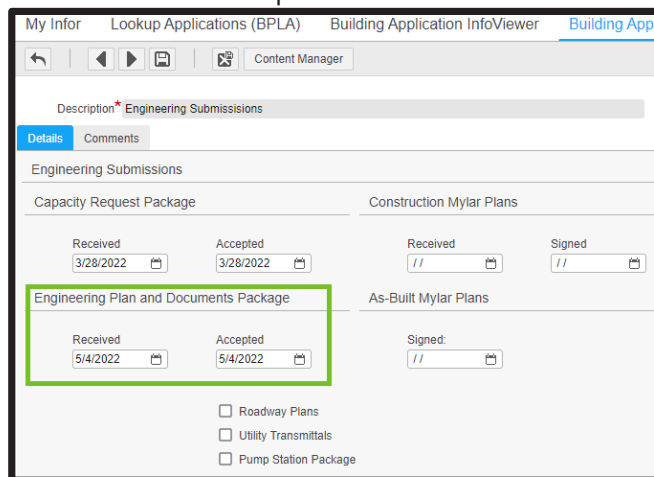 My Infor Lookup Applications (BPLA) Building Application InfoViewer Building App
Content Manager
Description* Engineering Submissisions
Details Comments
Engineering Submissions
Capacity Request Package Construction Mylar Plans
Received Accepted Received Signed
3/28/2022 3/28/2022 / / / /
Engineering Plan and Documents Package As-Built Mylar Plans
Received Accepted Signed:
5/4/2022 5/4/2022 / /
Roadway Plans
Utility Transmittals
Pump Station Package